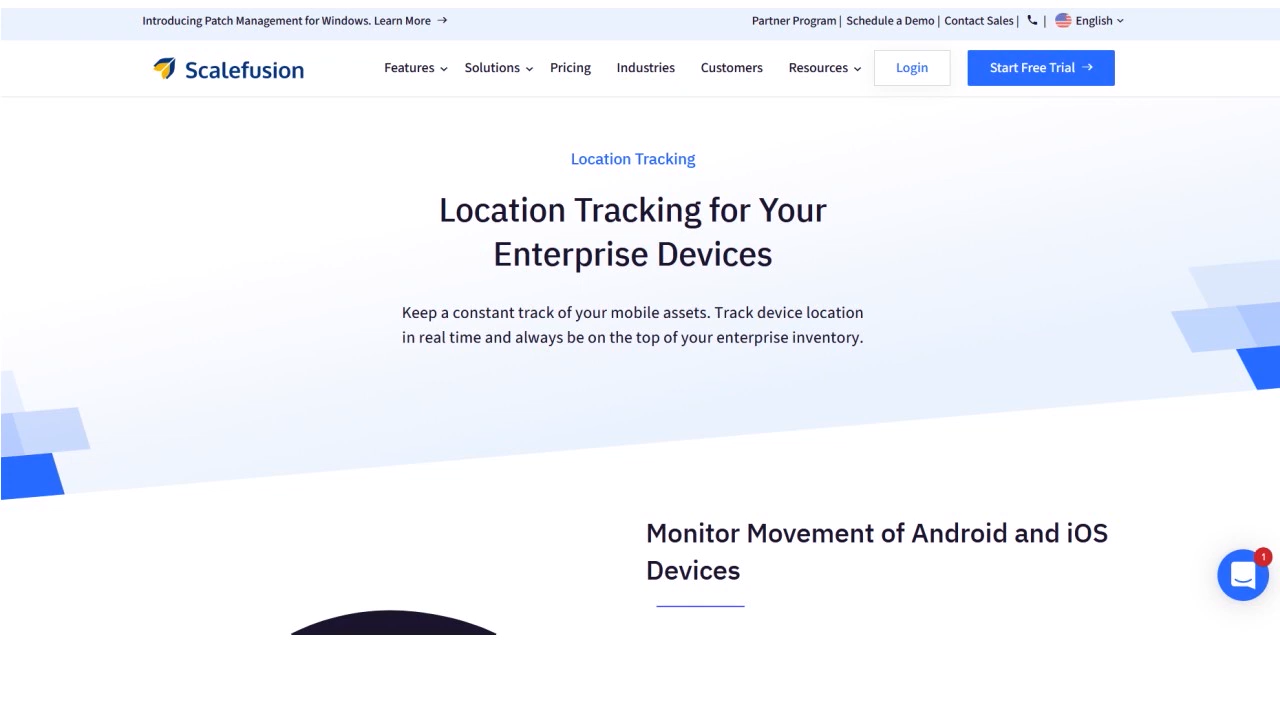 Introducing Patch Management for Windows. Learn More →
Partner Program | Schedule a Demo | Contact Sales | | English
Scalefusion
Features Solutions Pricing Industries Customers Resources Login Start Free Trial →
Location Tracking
Location Tracking for Your
Enterprise Devices
Keep a constant track of your mobile assets. Track device location
in real time and always be on the top of your enterprise inventory.
Monitor Movement of Android and iOS
Devices
1